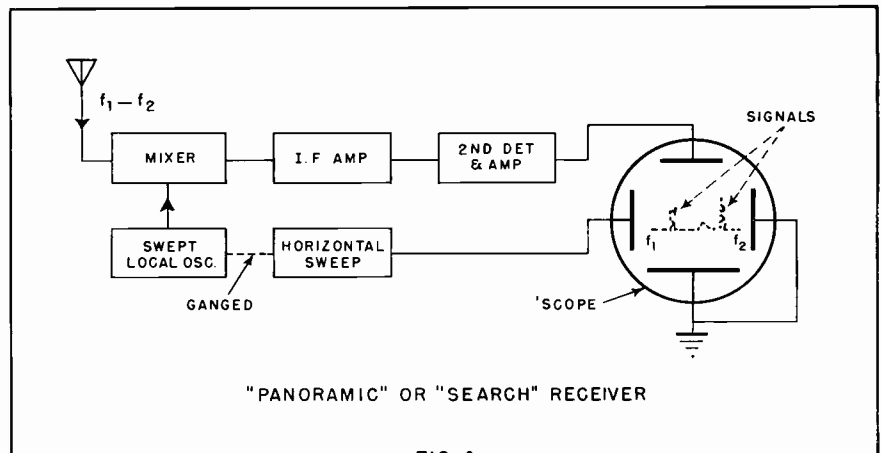 f₁ – f₂
MIXER
I.F AMP
2ND DET
& AMP
SIGNALS
SWEPT
LOCAL OSC.
HORIZONTAL
SWEEP
GANGED
f₁
f₂
'SCOPE
"PANORAMIC" OR "SEARCH" RECEIVER